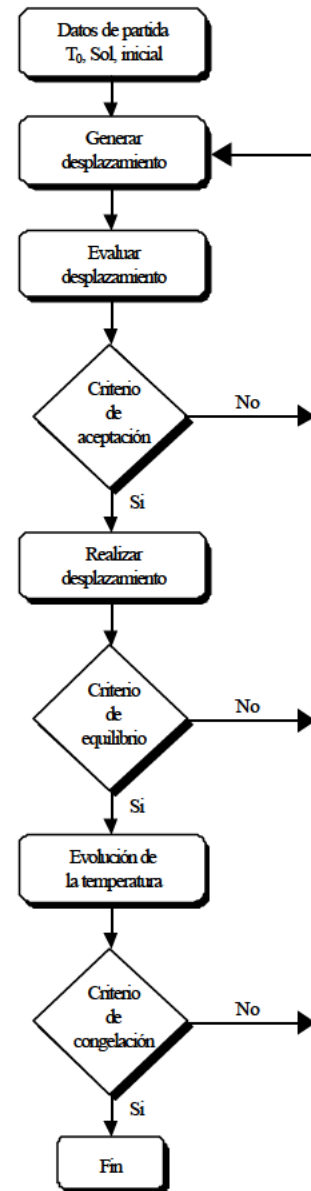 Datos de partida
T₀, Sol, inicial
Generar
desplazamiento
Evaluar
desplazamiento
Criterio
de
aceptación
No
Si
Realizar
desplazamiento
Criterio
de
equilibrio
No
Si
Evolución de
la temperatura
Criterio
de
congelación
No
Si
Fin